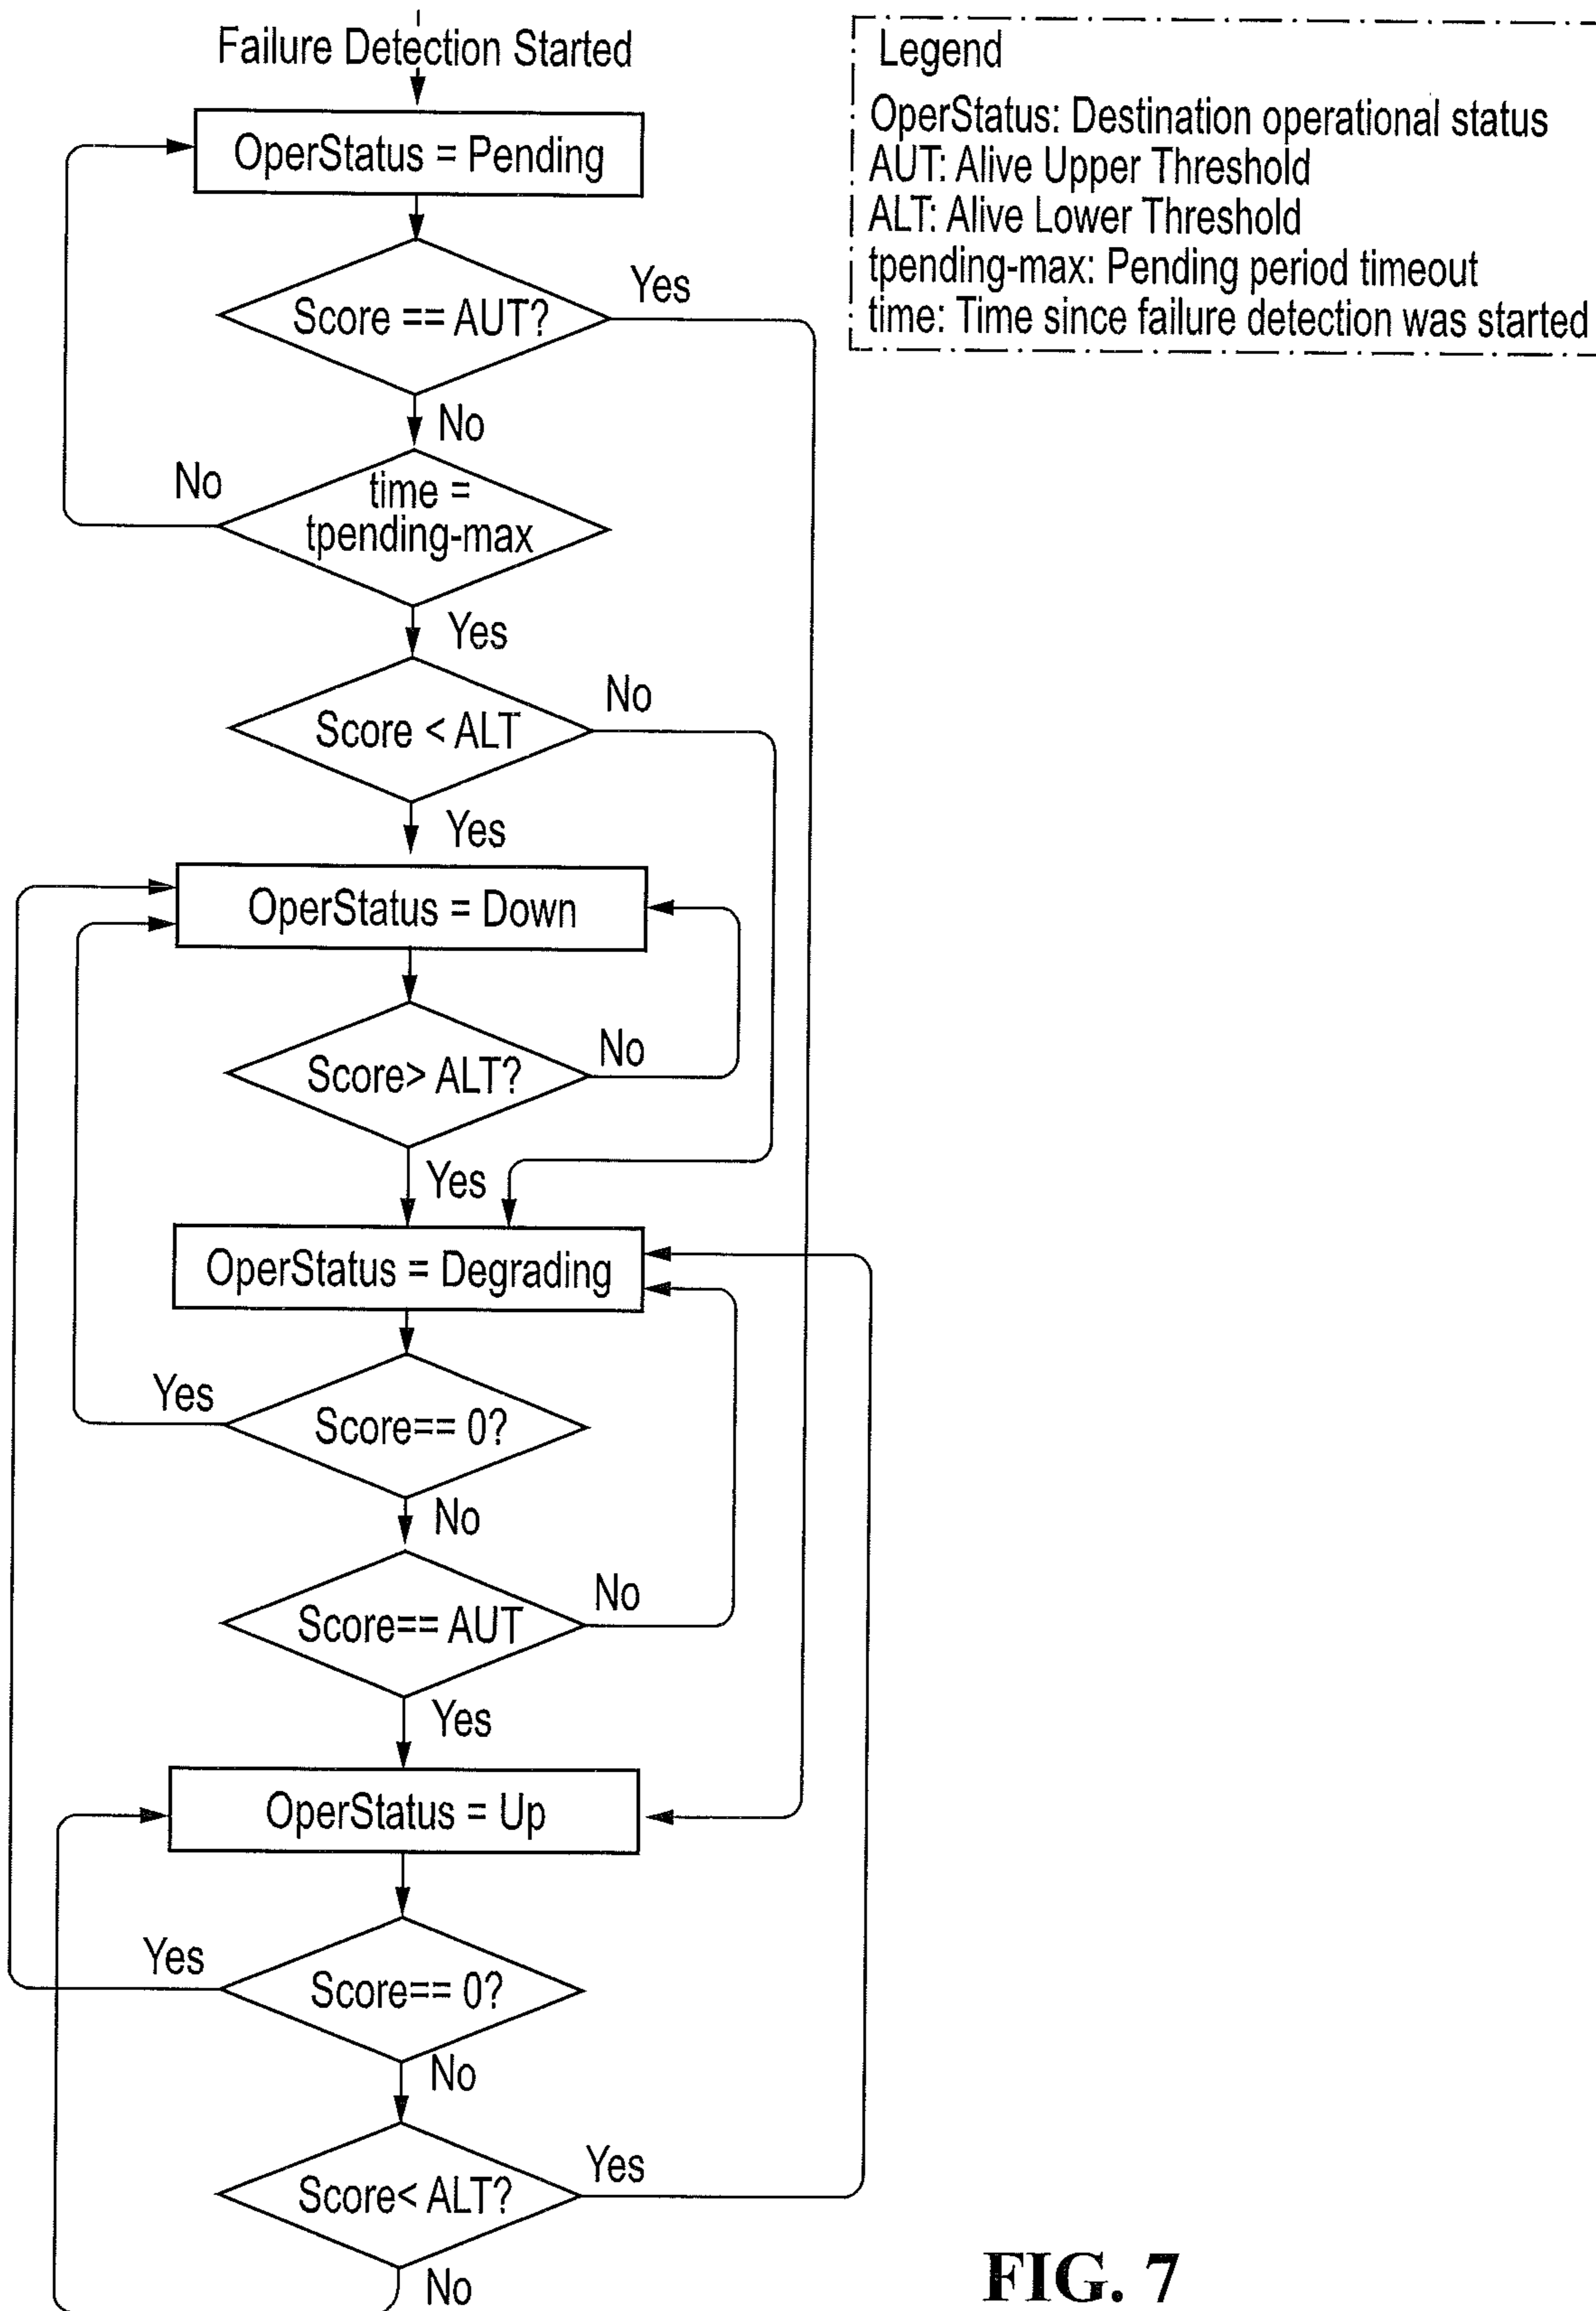 Failure Detection Started
OperStatus = Pending
Score == AUT?
Yes
No
time =
tpending-max
No
Yes
Score < ALT
No
Yes
OperStatus = Down
Score> ALT?
No
Yes
OperStatus = Degrading
Score== 0?
Yes
No
Score== AUT
No
Yes
OperStatus = Up
Score== 0?
Yes
No
Score< ALT?
Yes
No
Legend
OperStatus: Destination operational status
AUT: Alive Upper Threshold
ALT: Alive Lower Threshold
tpending-max: Pending period timeout
time: Time since failure detection was started
FIG. 7